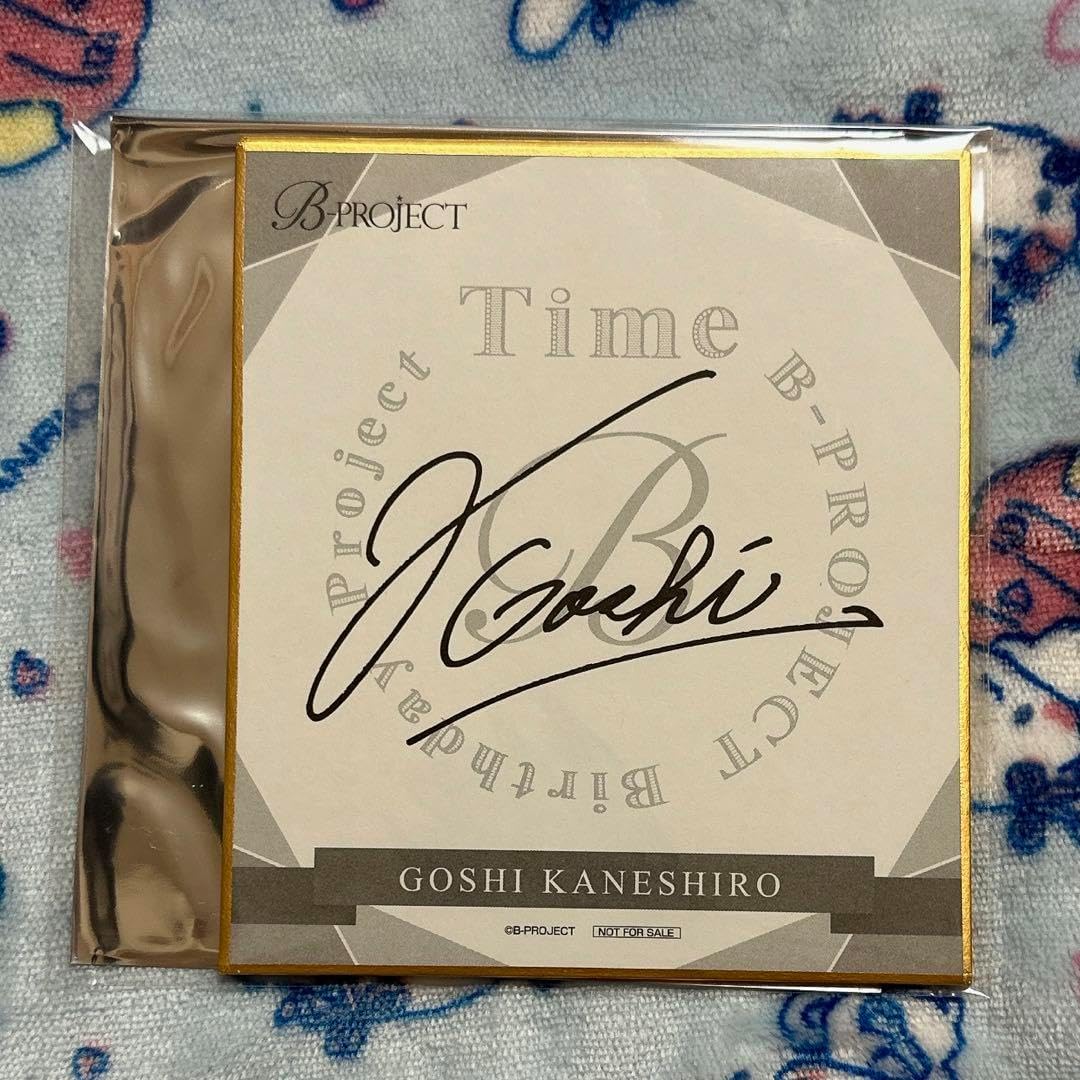 B-PROJECT
Time
B-PROJECT
Birthday Project
B
K Goshi
GOSHI KANESHIRO
©B-PROJECT NOT FOR SALE